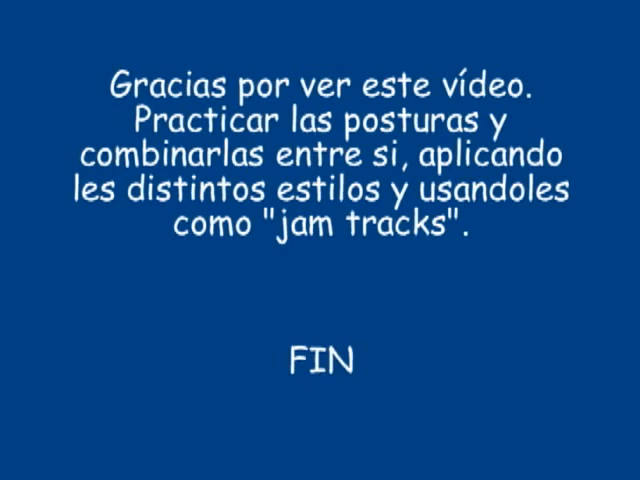 Gracias por ver este vídeo.
Practicar las posturas y
combinarlas entre si, aplicando
les distintos estilos y usandoles
como "jam tracks".
FIN